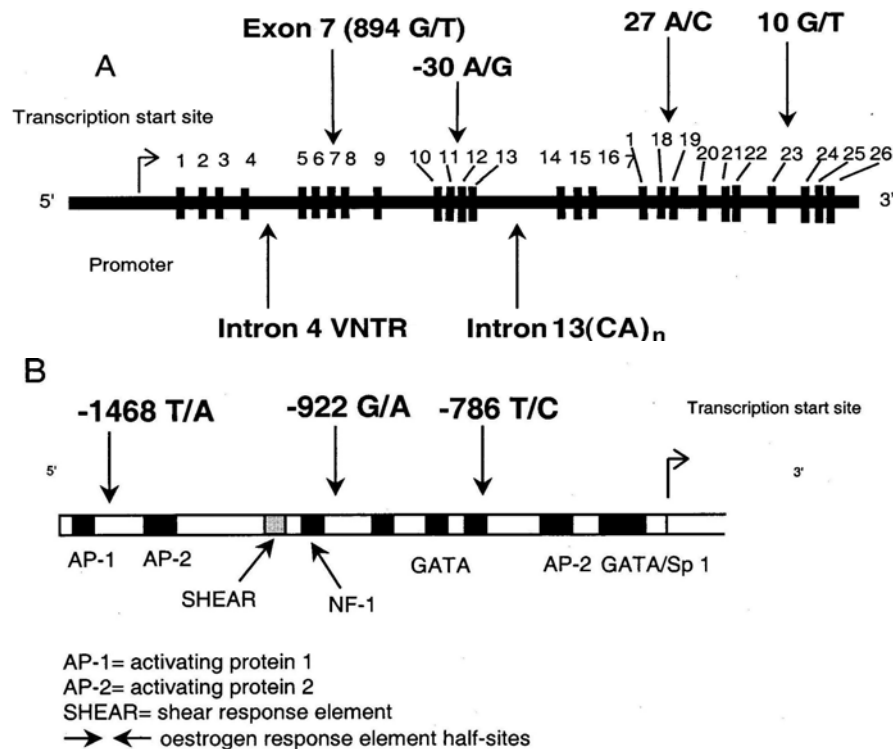 Exon 7 (894 G/T)
27 A/C
10 G/T
A
-30 A/G
Transcription start site
1 2 3 4 5 6 7 8 9 10 11 12 13 14 15 16 17 18 19 20 21 22 23 24 25 26
5'
3'
Promoter
Intron 4 VNTR
Intron 13(CA)n
B
-1468 T/A
-922 G/A
-786 T/C
Transcription start site
5'
3'
AP-1
AP-2
GATA
AP-2
GATA/Sp 1
SHEAR
NF-1
AP-1= activating protein 1
AP-2= activating protein 2
SHEAR= shear response element
oestrogen response element half-sites